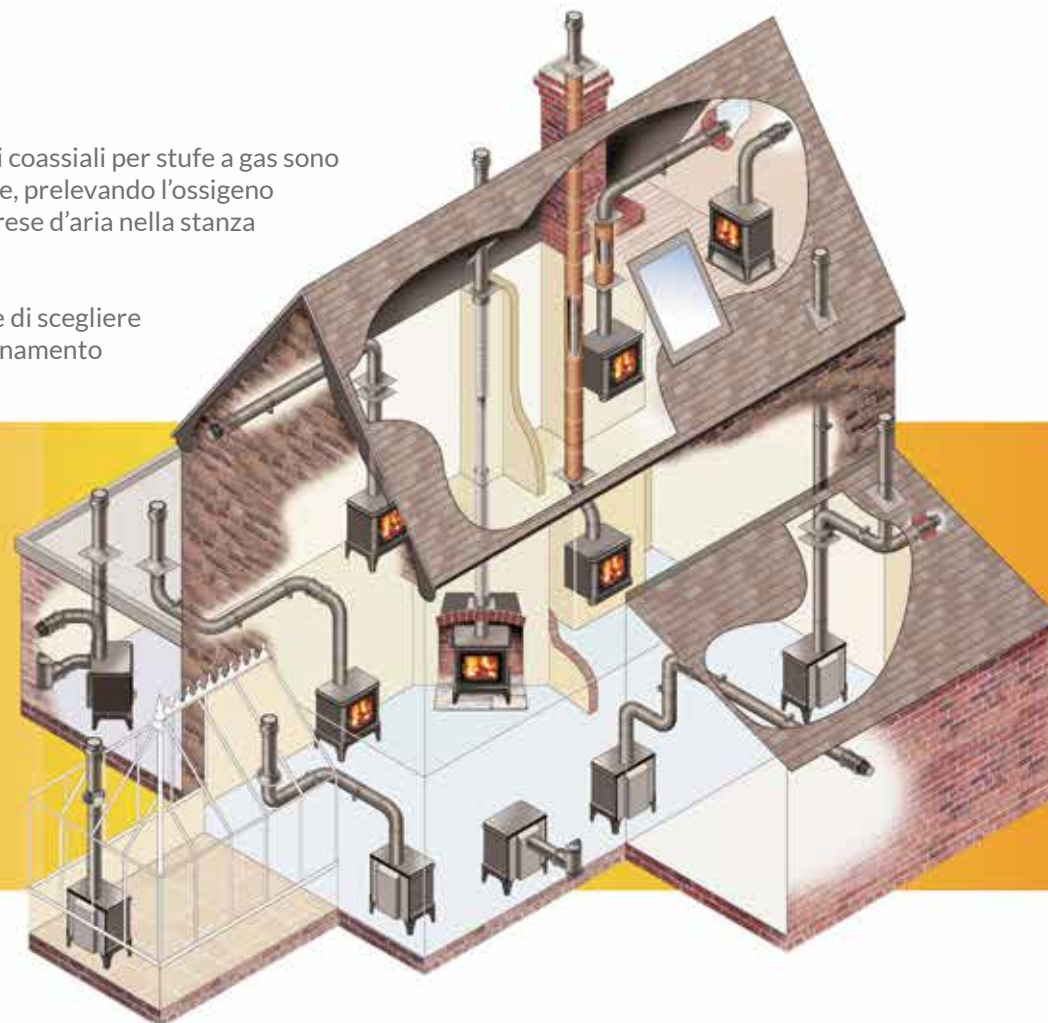 i coassiali per stufe a gas sono
e, prelevando l’ossigeno
rese d’aria nella stanza
e di scegliere
namento